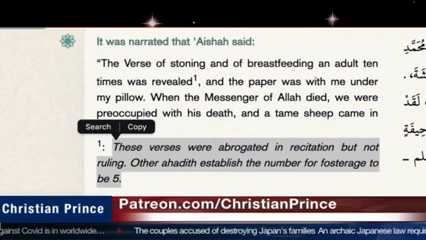 It was narrated that 'Aishah said:
"The Verse of stoning and of breastfeeding an adult ten
times was revealed¹, and the paper was with me under
my pillow. When the Messenger of Allah died, we were
preoccupied with his death, and a tame sheep came in
Search Copy
1: These verses were abrogated in recitation but not
ruling. Other ahadith establish the number for fosterage to
be 5.
Christian Prince
Patreon.com/ChristianPrince
against Covid is in worldwide...
The couples accused of destroying Japan's families An archaic Japanese law requi